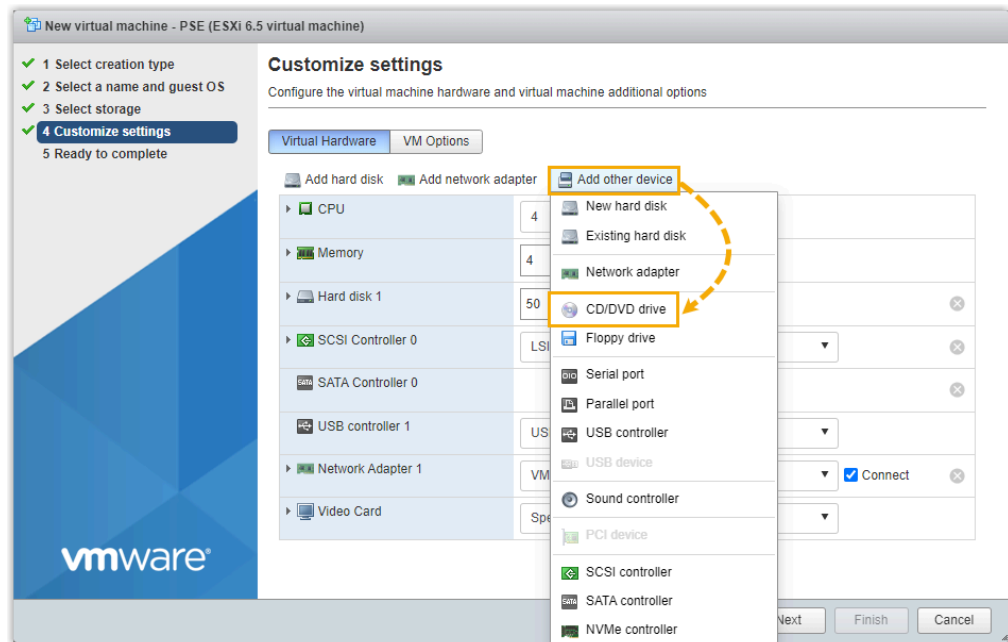 New virtual machine - PSE (ESXi 6.5 virtual machine)
1 Select creation type
2 Select a name and guest OS
3 Select storage
4 Customize settings
5 Ready to complete
vmware®
Customize settings
Configure the virtual machine hardware and virtual machine additional options
Virtual Hardware VM Options
Add hard disk Add network adapter Add other device
CPU 4
Memory 4
Hard disk 1 50
SCSI Controller 0 LSI
SATA Controller 0
USB controller 1 US
Network Adapter 1 VM Connect
Video Card Spe
New hard disk
Existing hard disk
Network adapter
CD/DVD drive
Floppy drive
Serial port
Parallel port
USB controller
USB device
Sound controller
PCI device
SCSI controller
SATA controller
NVMe controller
Next Finish Cancel